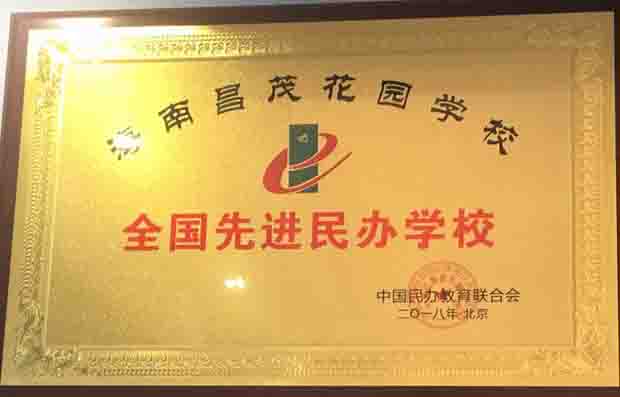 海南昌茂花园学校
全国先进民办学校
中国民办教育联合会
二〇一八年·北京